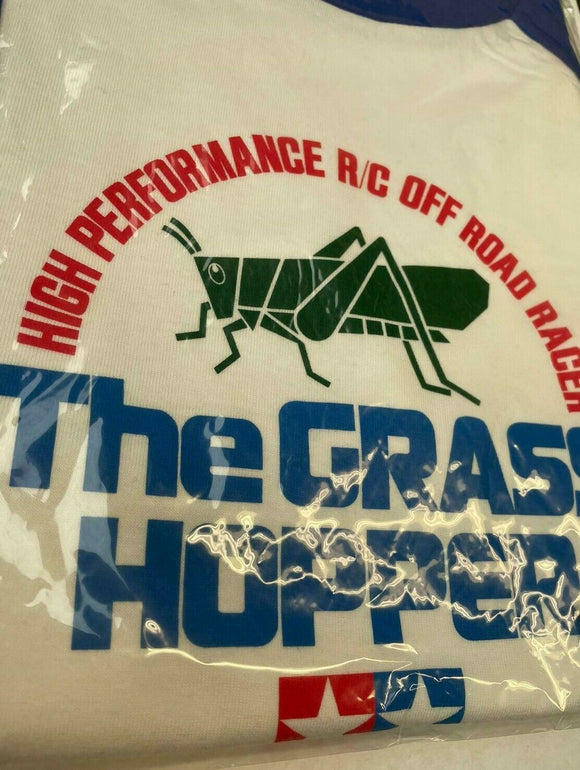 HIGH PERFORMANCE R/C OFF ROAD RACER
The GRASS
HOPPER